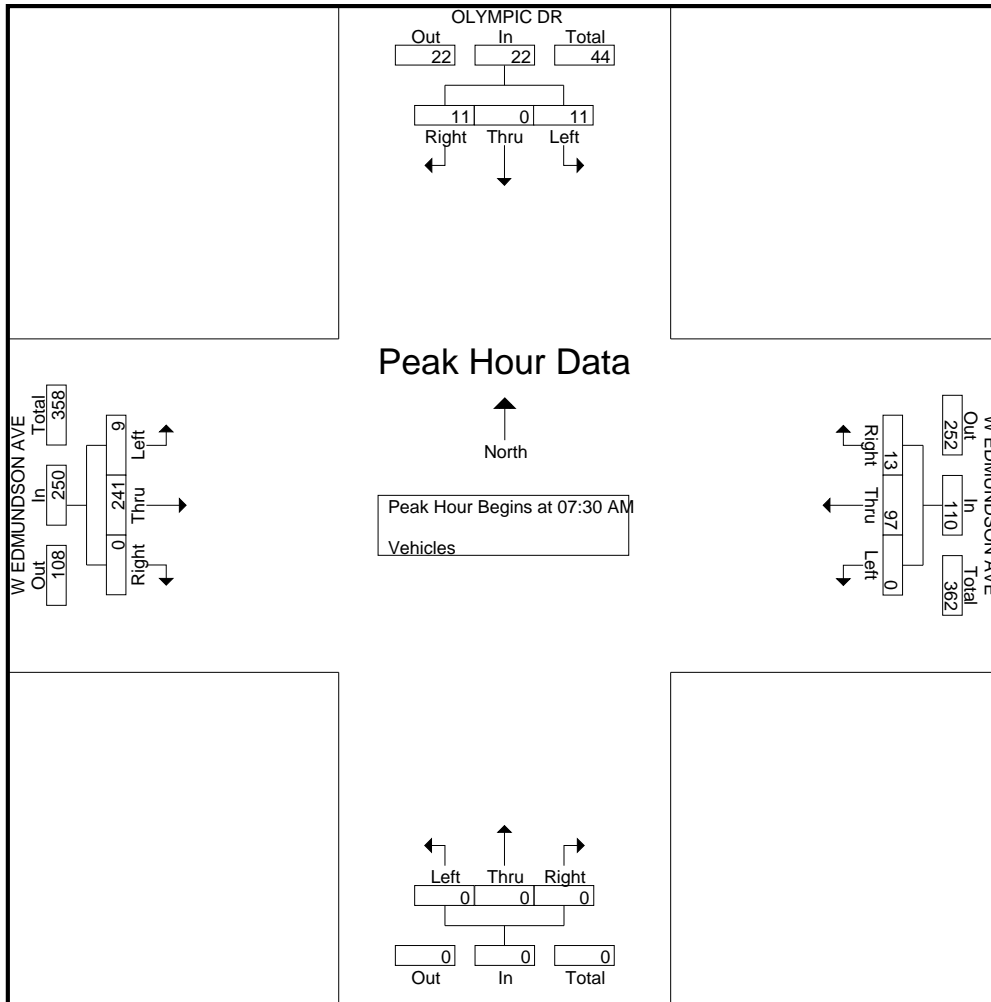 OLYMPIC DR
Out In Total
22 22 44
11 0 11
Right Thru Left
Peak Hour Data
North
Peak Hour Begins at 07:30 AM
Vehicles
W EDMUNDSON AVE
Total In Out
358 250 108
9 241 0
Left Thru Right
W EDMUNDSON AVE
Out In Total
252 110 362
13 97 0
Right Thru Left
Left Thru Right
0 0 0
0 0 0
Out In Total